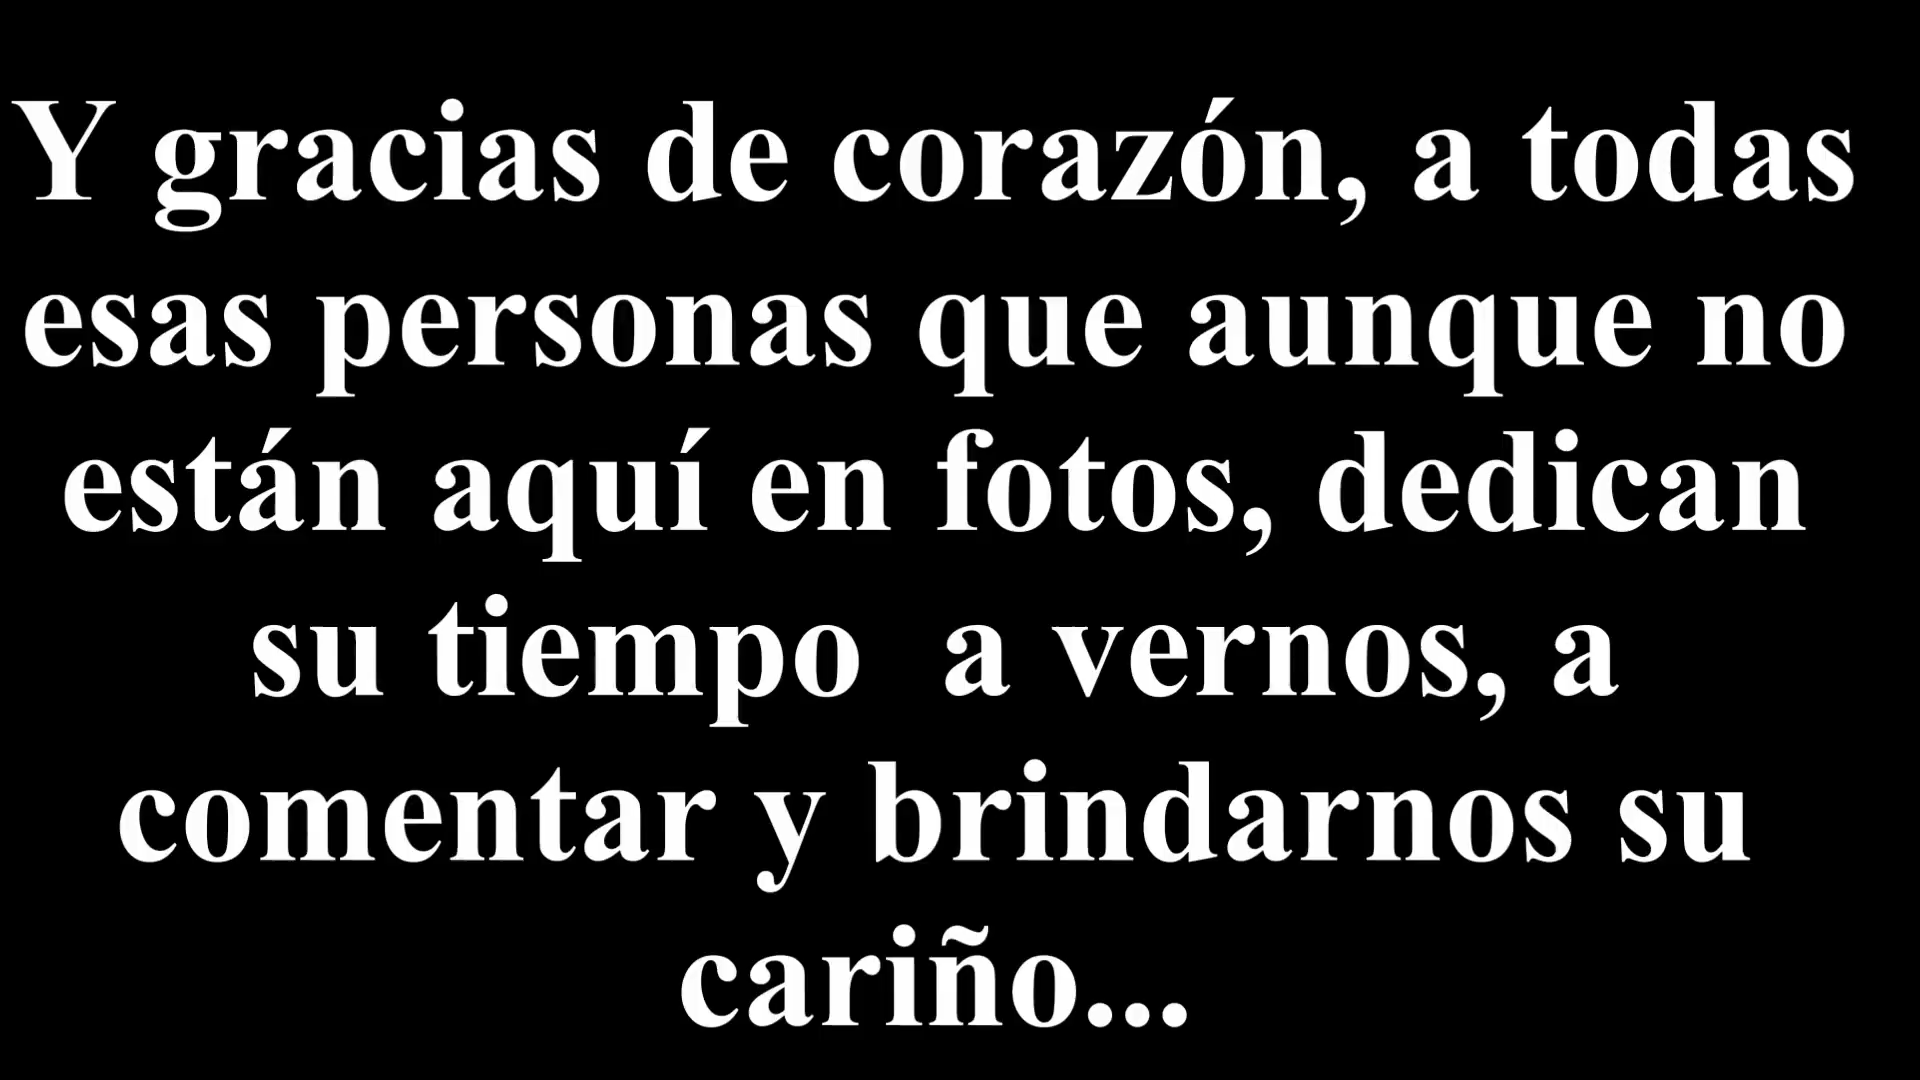 Y gracias de corazón, a todas
esas personas que aunque no
están aquí en fotos, dedican
su tiempo  a vernos, a
comentar y brindarnos su
cariño...